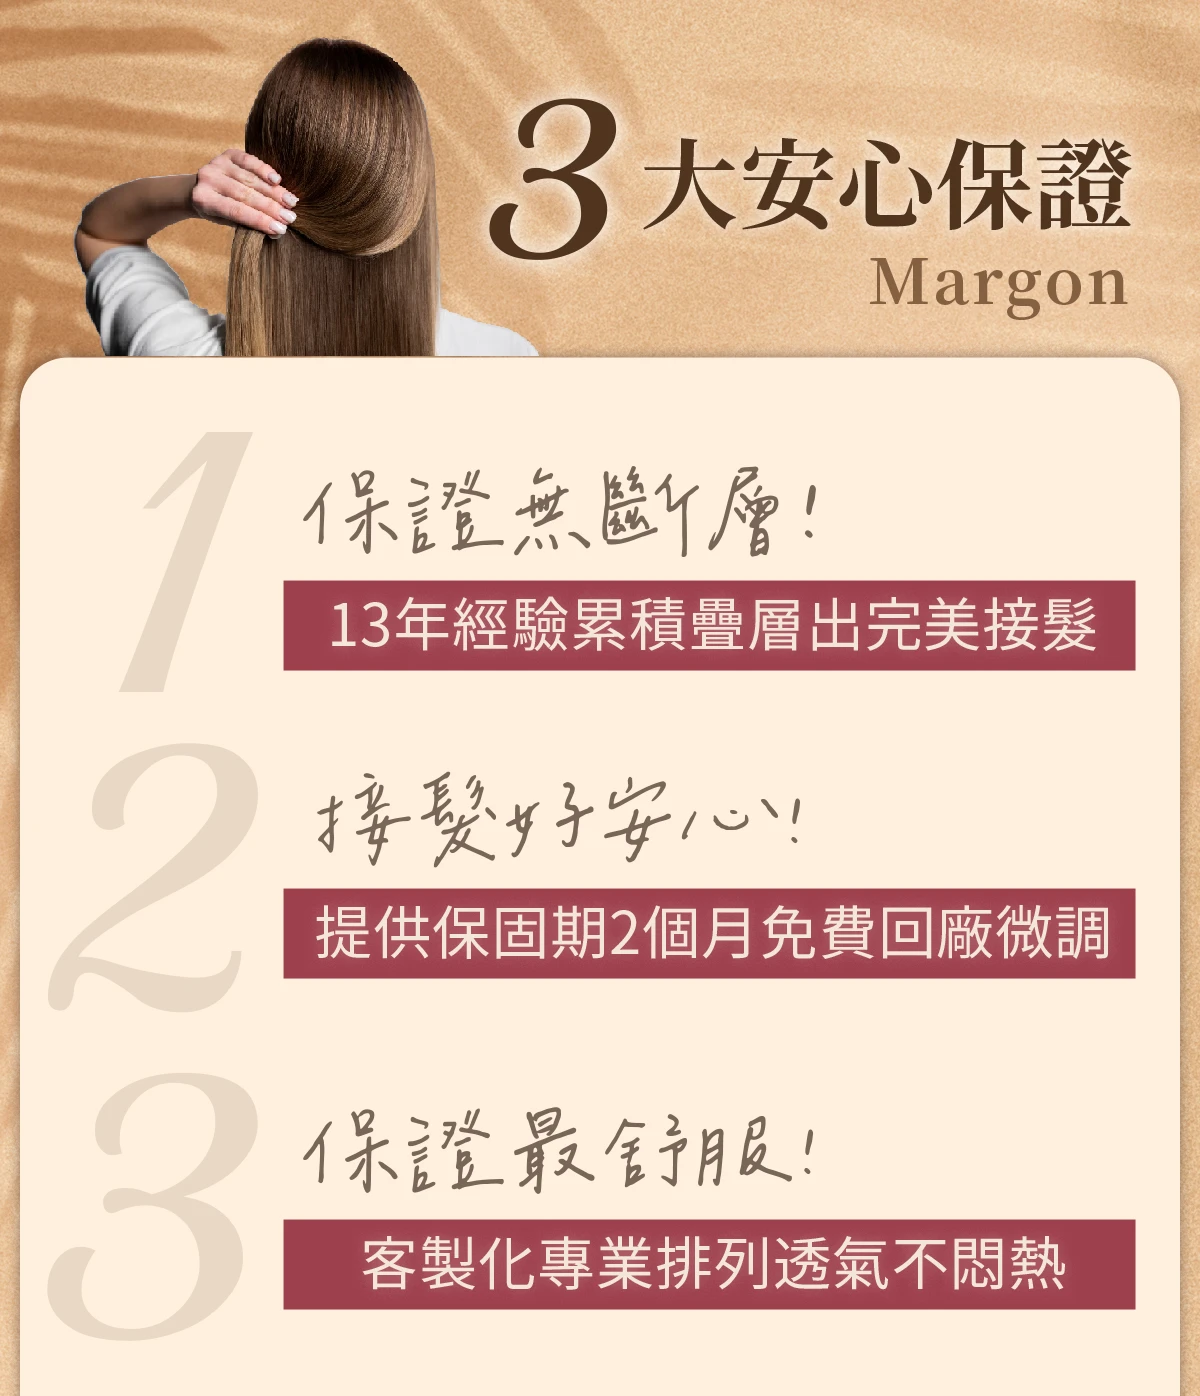 3大安心保證
Margon
1
保證無斷層!
13年經驗累積疊層出完美接髮
2
接髮好安心!
提供保固期2個月免費回廠微調
3
保證最舒服!
客製化專業排列透氣不悶熱